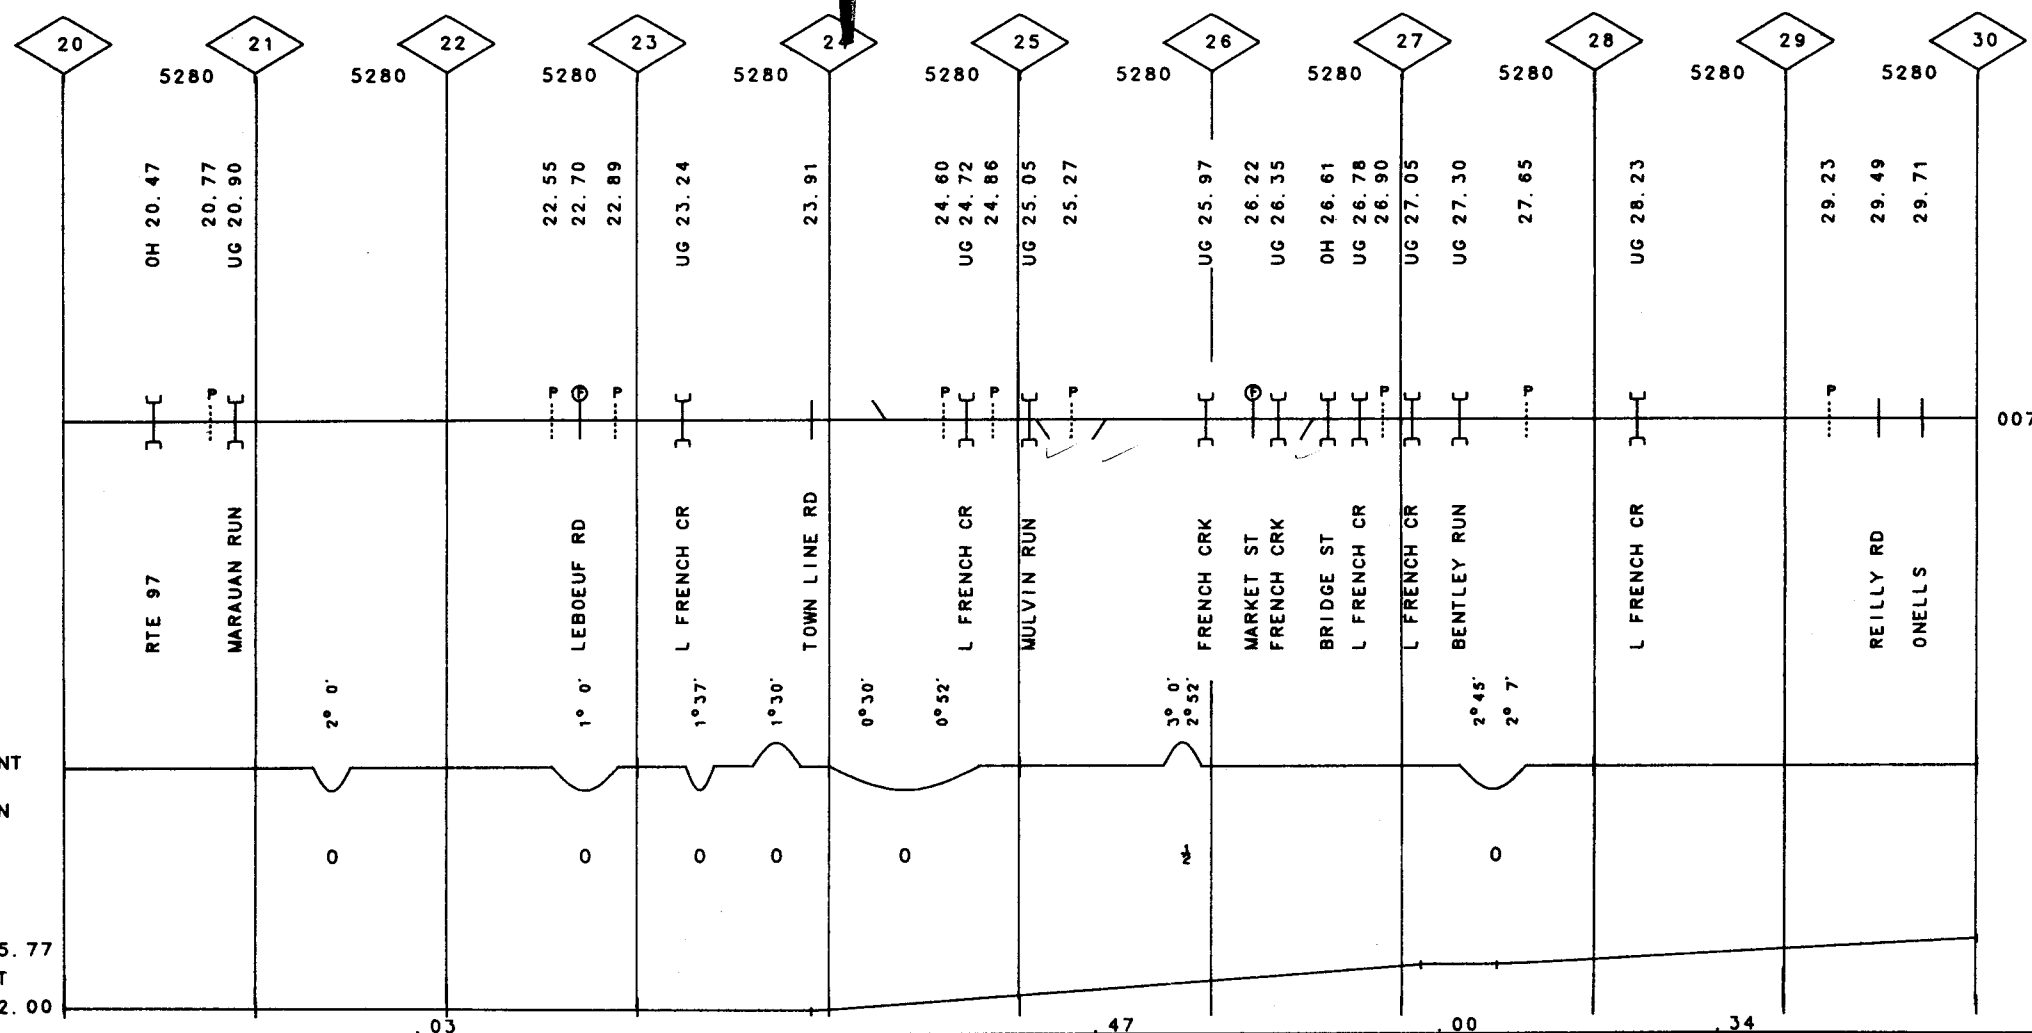 20 21 22 23 24 25 26 27 28 29 30
5280 5280 5280 5280 5280 5280 5280 5280 5280 5280
OH 20.47
20.77
UG 20.90
22.55
22.70
22.89
UG 23.24
23.91
24.60
UG 24.72
24.86
UG 25.05
25.27
UG 25.97
26.22
UG 26.35
OH 26.61
UG 26.78
26.90
UG 27.05
UG 27.30
27.65
UG 28.23
29.23
29.49
29.71
P P F P P P P F P P P
007
RTE 97
MARAUAN RUN
LEBOEUF RD
L FRENCH CR
TOWN LINE RD
L FRENCH CR
MULVIN RUN
FRENCH CRK
MARKET ST
FRENCH CRK
BRIDGE ST
L FRENCH CR
L FRENCH CR
BENTLEY RUN
L FRENCH CR
REILLY RD
ONELLS
2° 0'
1° 0'
1°37'
1°30'
0°30'
0°52'
3° 0'
2°52'
2°45'
2° 7'
NT
N
0 0 0 0 0 ½ 0
5.77
T
2.00
.03 .47 .00 .34